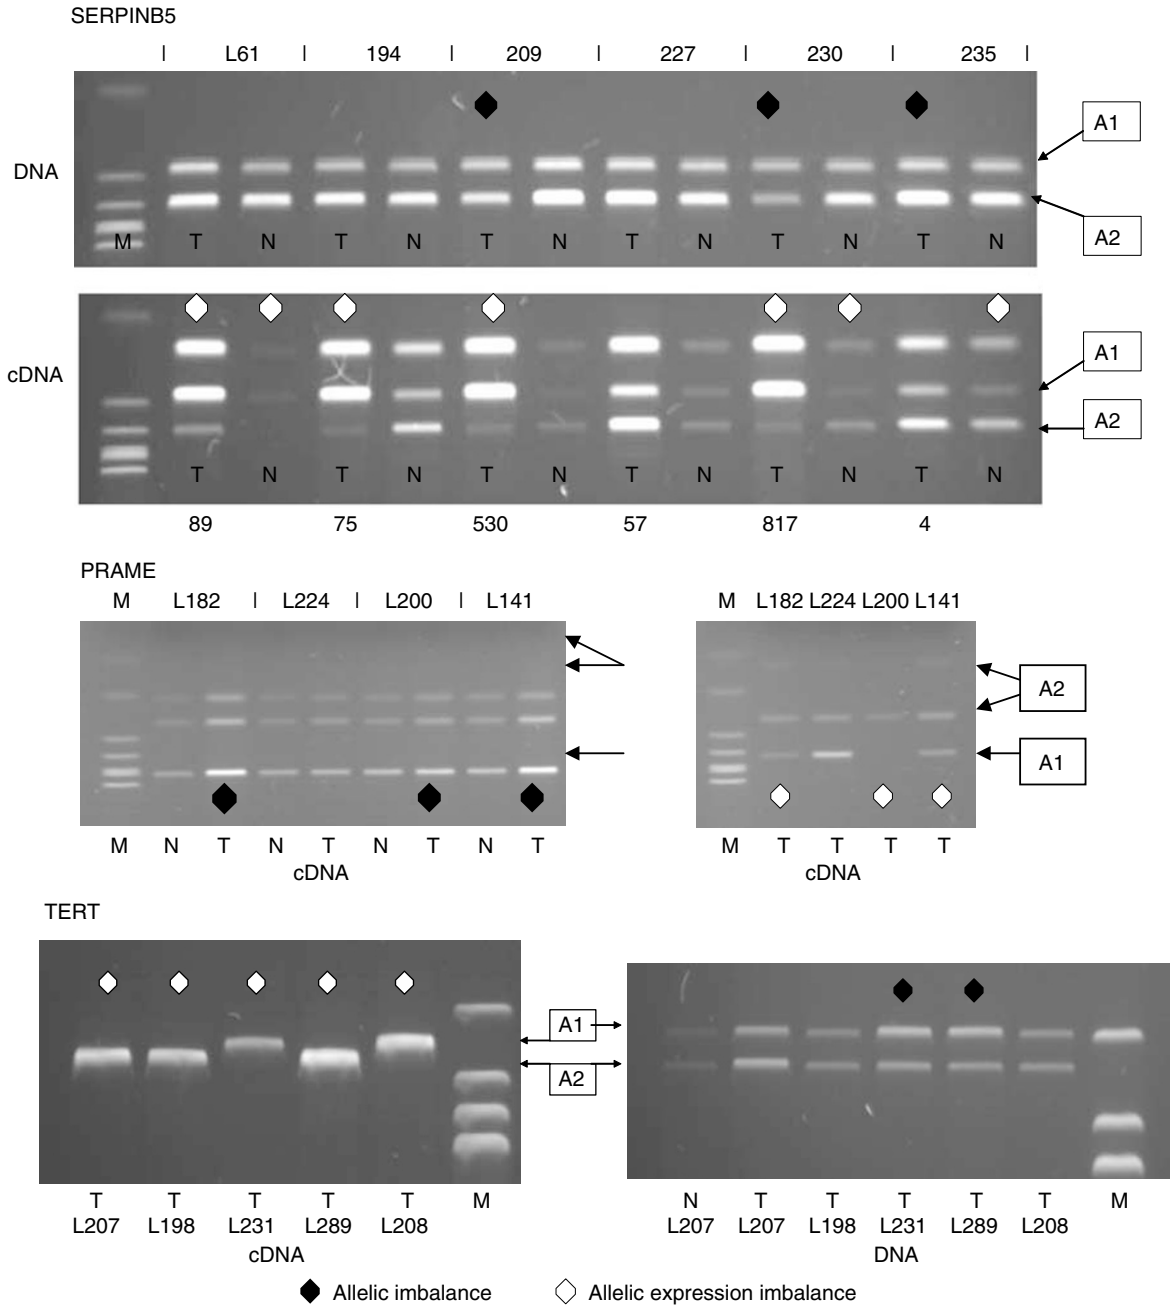 SERPINB5
| L61 | 194 | 209 | 227 | 230 | 235 |
A1
DNA
A2
M T N T N T N T N T N T N
A1
cDNA
A2
T N T N T N T N T N T N
89 75 530 57 817 4
PRAME
M L182 | L224 | L200 | L141
M L182 L224 L200 L141
A2
A1
M N T N T N T N T
cDNA
M T T T T
cDNA
TERT
A1
A2
T T T T T M
L207 L198 L231 L289 L208
cDNA
N T T T T T M
L207 L207 L198 L231 L289 L208
DNA
Allelic imbalance
Allelic expression imbalance